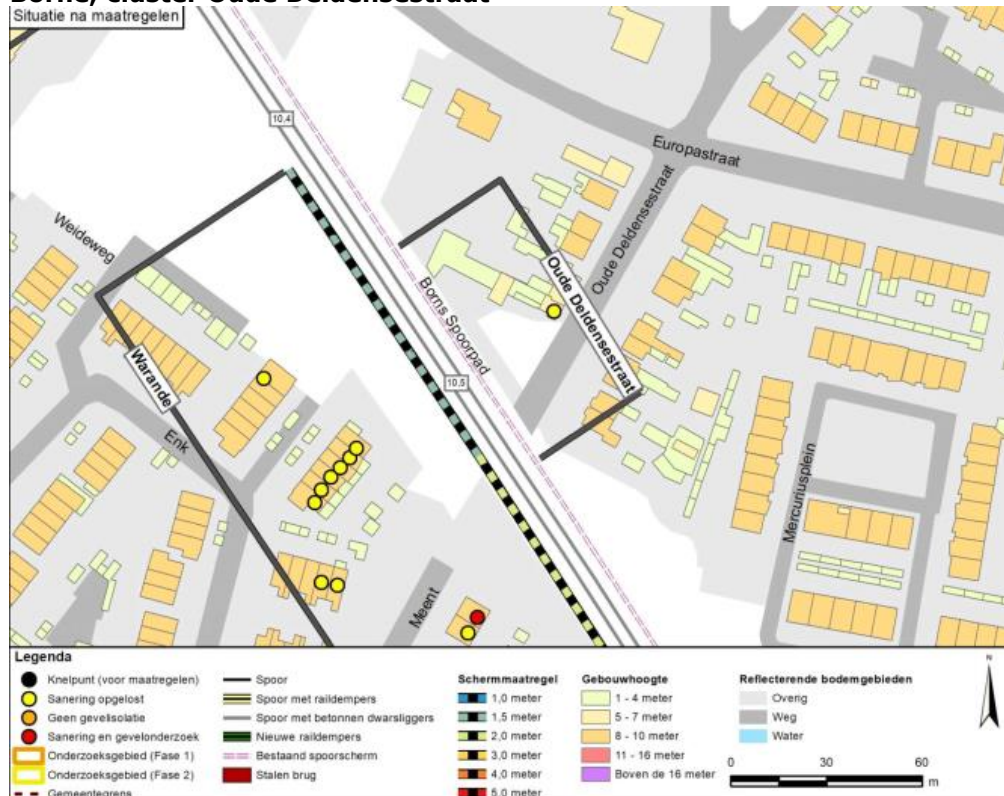 Borne, cluster Oude Deldensestraat
Situatie na maatregelen
10,4
Europastraat
Weideweg
Oude Deldensestraat
Oude Deldensestraat
Borns Spoorpad
Warande
10,5
Enk
Mercuriusplein
Meent
Legenda
Knelpunt (voor maatregelen)
Sanering opgelost
Geen gevelisolatie
Sanering en gevelonderzoek
Onderzoeksgebied (Fase 1)
Onderzoeksgebied (Fase 2)
Gemeentegrens
Spoor
Spoor met raildempers
Spoor met betonnen dwarsliggers
Nieuwe raildempers
Bestaand spoorscherm
Stalen brug
Schermmaatregel
1,0 meter
1,5 meter
2,0 meter
3,0 meter
4,0 meter
5,0 meter
Gebouwhoogte
1 - 4 meter
5 - 7 meter
8 - 10 meter
11 - 16 meter
Boven de 16 meter
Reflecterende bodemgebieden
Overig
Weg
Water
N
0 30 60
m